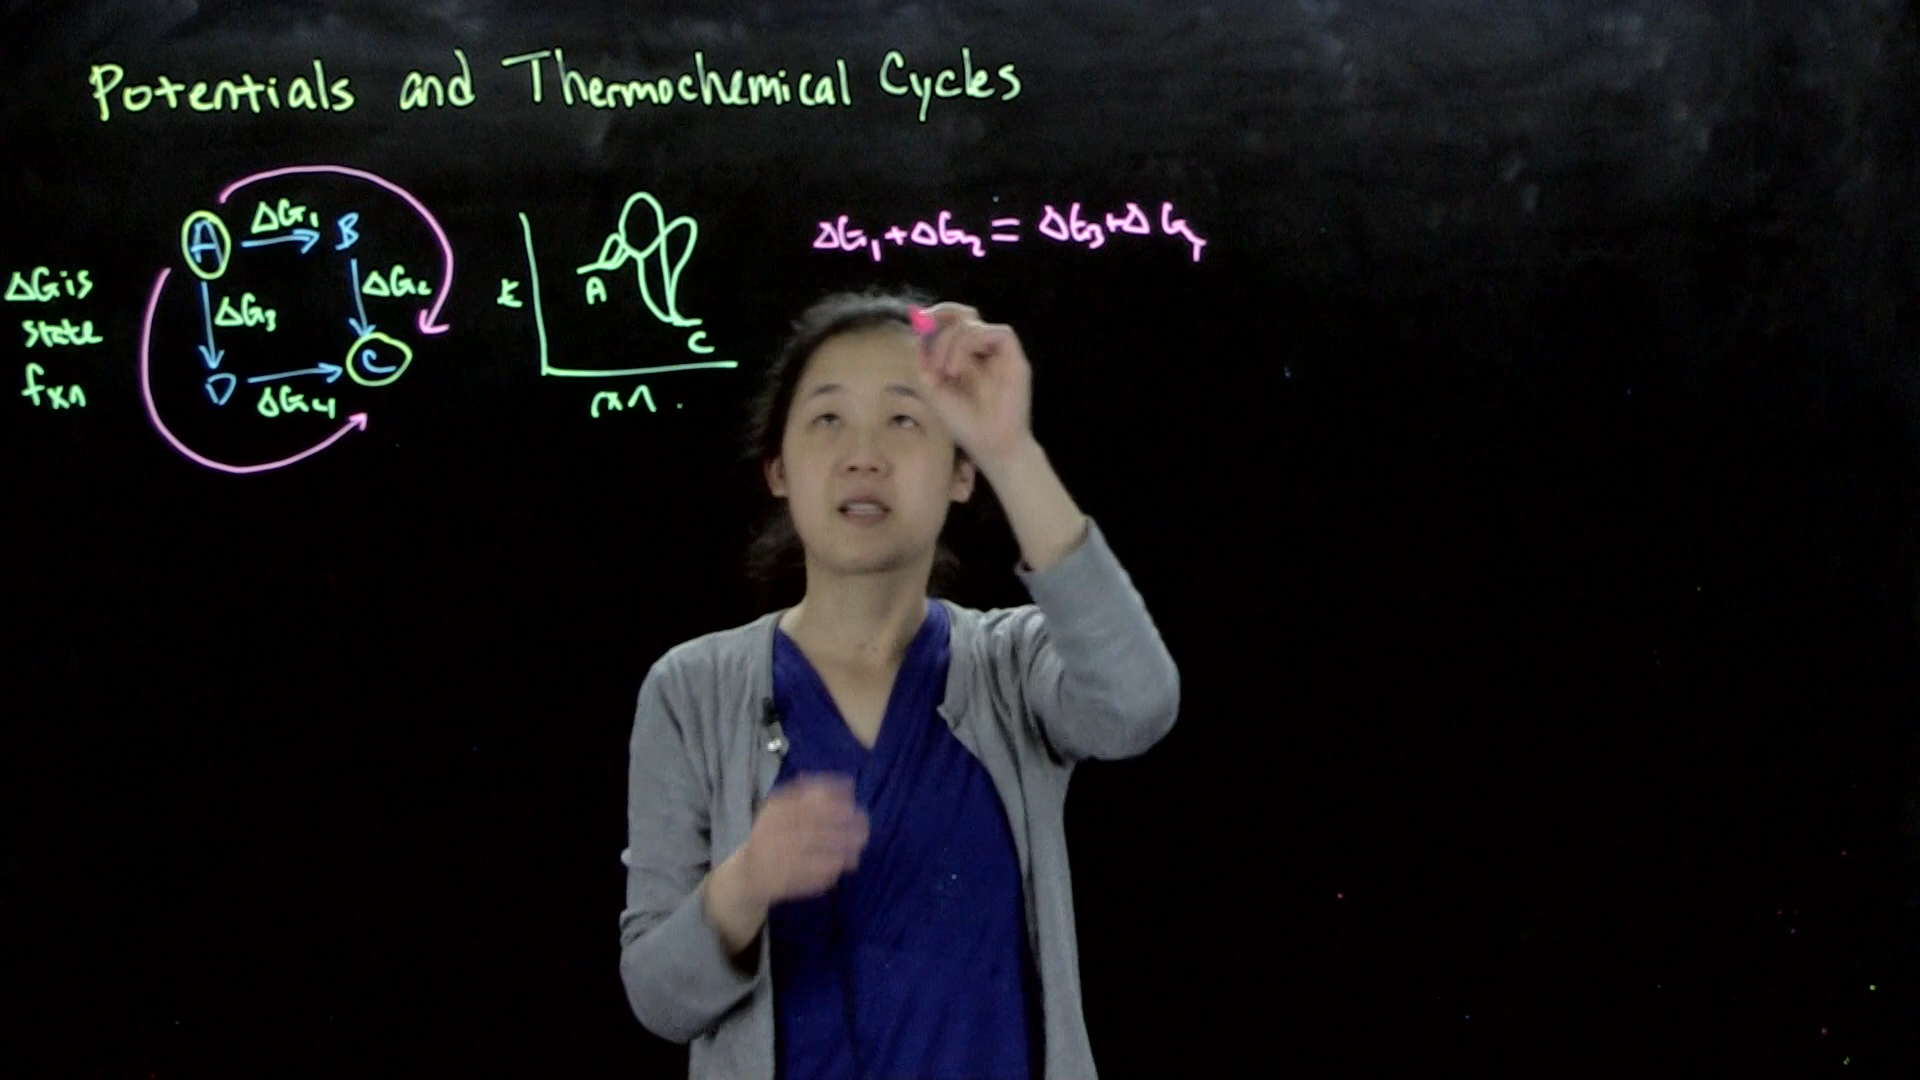 Potentials and Thermochemical Cycles
A ΔG₁ B
ΔG is
state
fxn
ΔG₃ ΔG₂
D ΔG₄ C
E A C
rxn.
ΔG₁+ΔG₂ = ΔG₃+ΔG₄